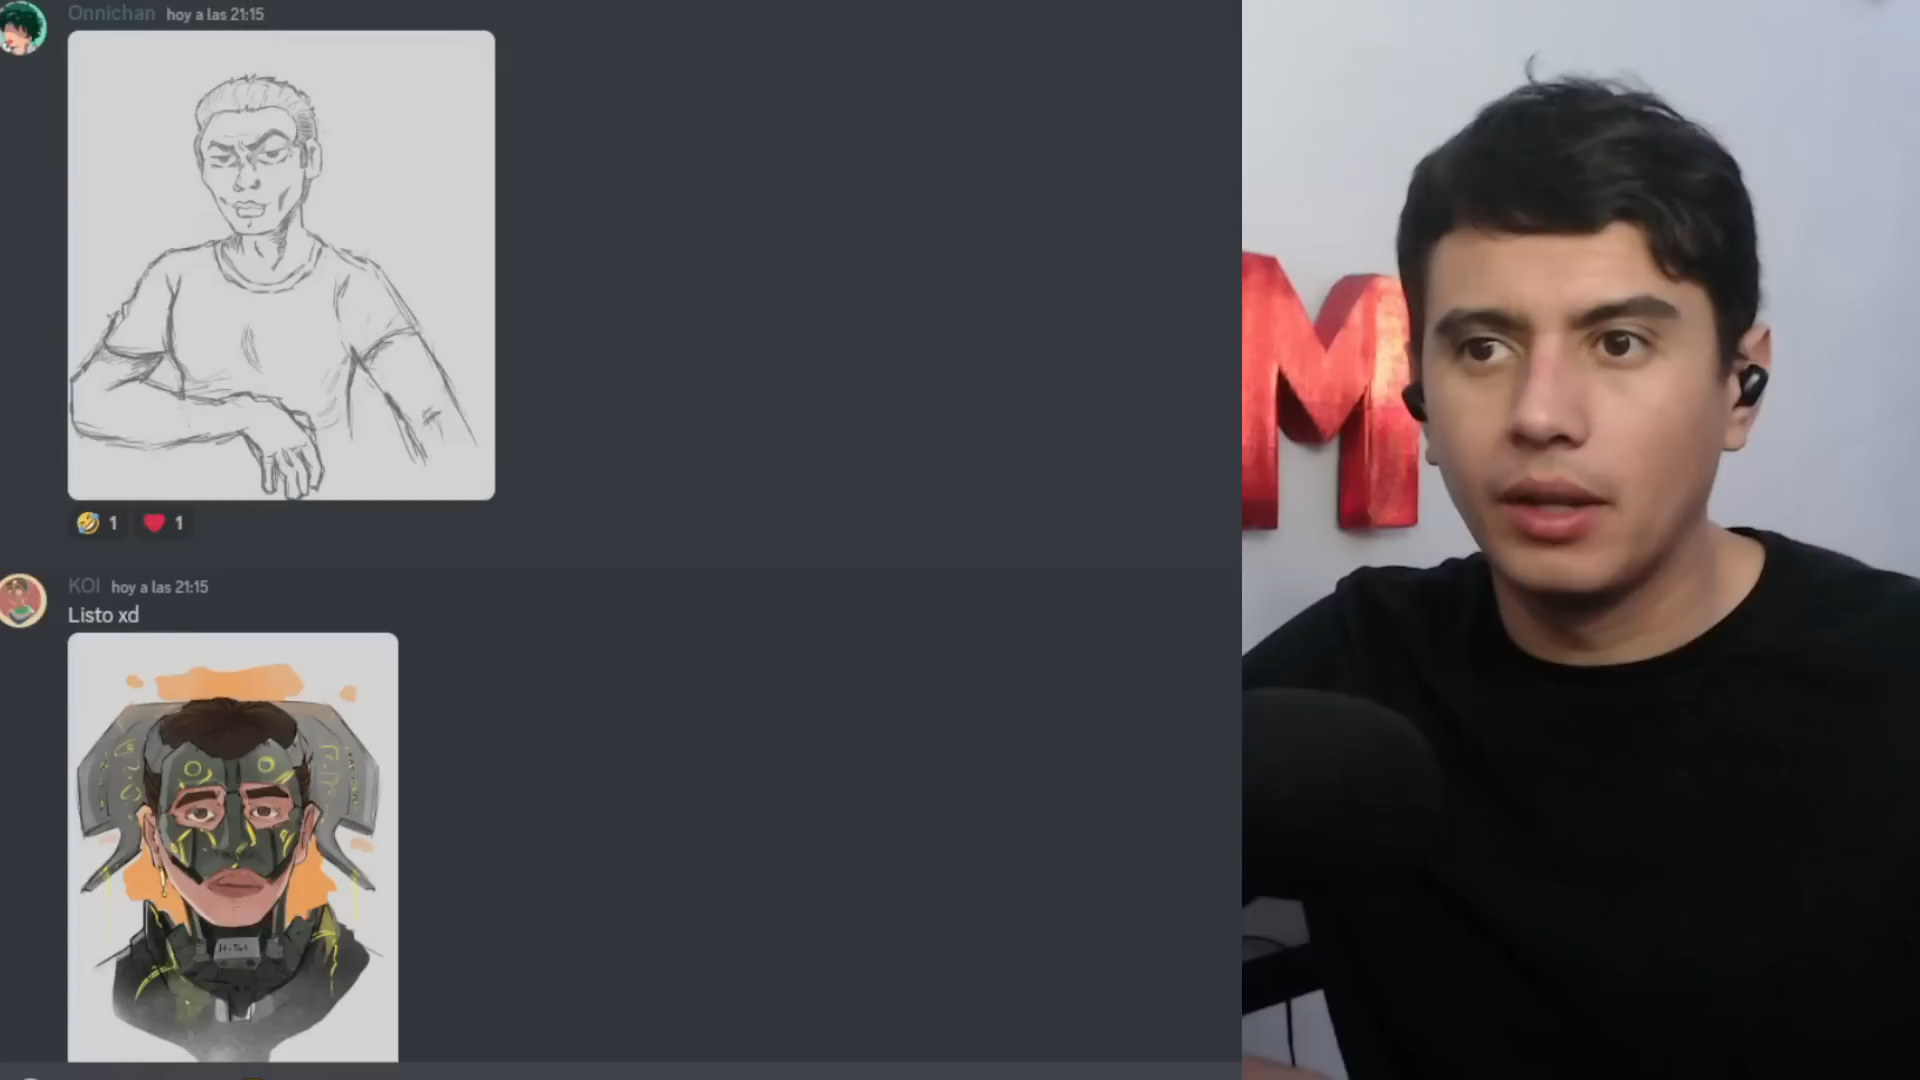 Onnichan hoy a las 21:15
1 1
KOI hoy a las 21:15
Listo xd
M